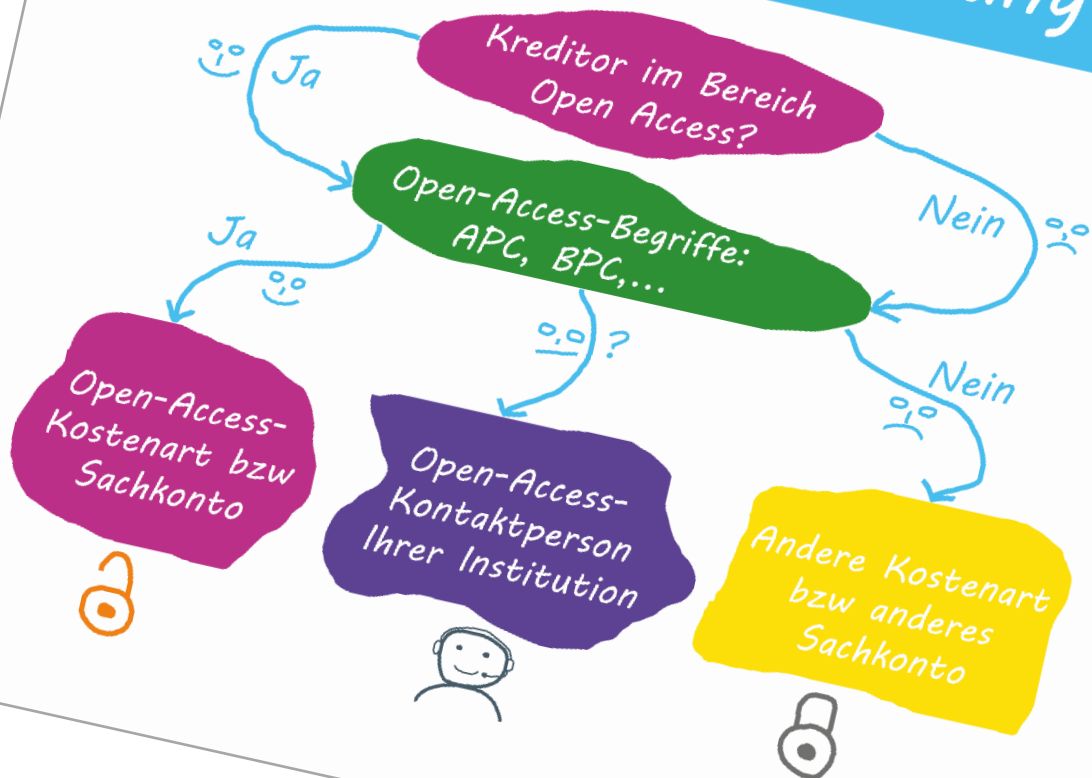 Kreditor im Bereich
Open Access?
Ja
Nein
Open-Access-Begriffe:
APC, BPC,...
Ja
?
Nein
Open-Access-
Kostenart bzw
Sachkonto
Open-Access-
Kontaktperson
Ihrer Institution
Andere Kostenart
bzw anderes
Sachkonto